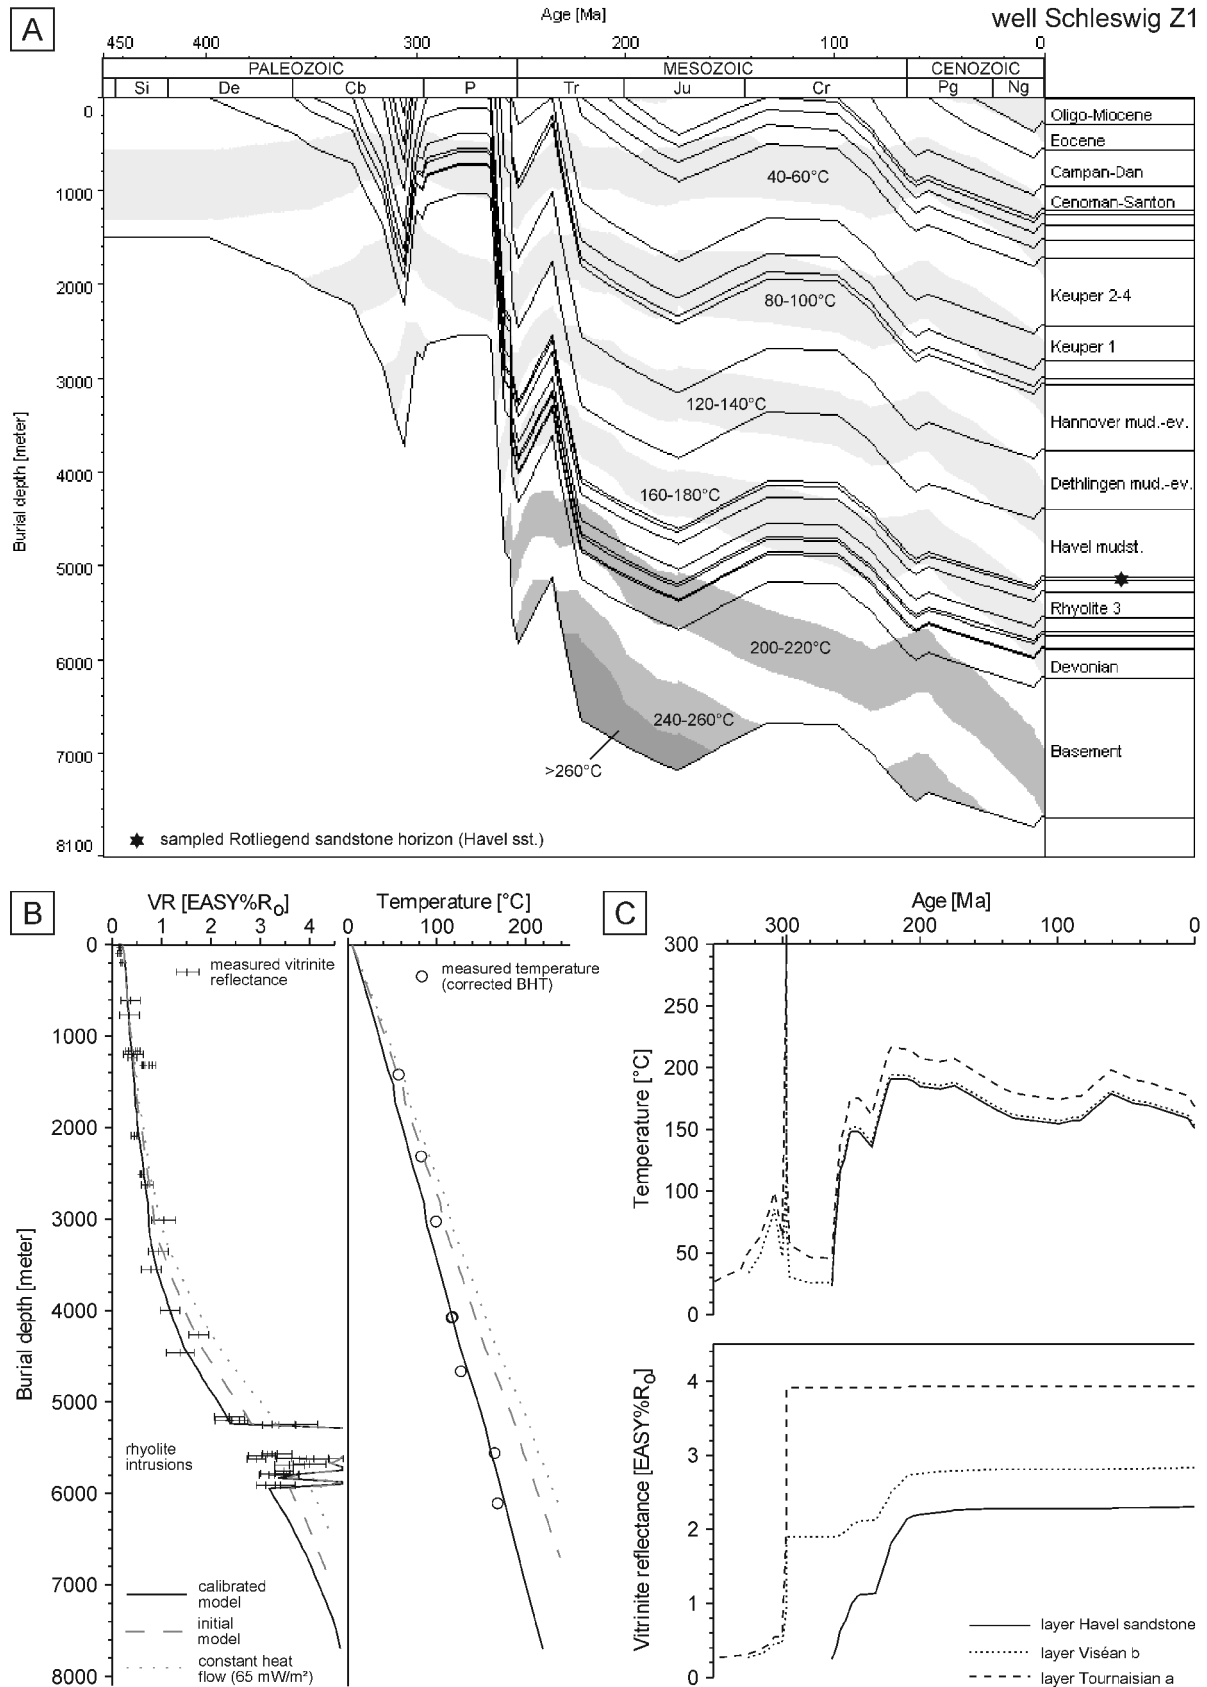 A
Age [Ma]
well Schleswig Z1
450 400 300 200 100 0
PALEOZOIC MESOZOIC CENOZOIC
Si De Cb P Tr Ju Cr Pg Ng
Burial depth [meter]
0
1000
2000
3000
4000
5000
6000
7000
8100
40-60°C
80-100°C
120-140°C
160-180°C
200-220°C
240-260°C
>260°C
Oligo-Miocene
Eocene
Campan-Dan
Cenoman-Santon
Keuper 2-4
Keuper 1
Hannover mud.-ev.
Dethlingen mud.-ev.
Havel mudst.
Rhyolite 3
Devonian
Basement
sampled Rotliegend sandstone horizon (Havel sst.)
B
VR [EASY%Ro]
0 1 2 3 4
Temperature [°C]
0 100 200
Burial depth [meter]
0
1000
2000
3000
4000
5000
6000
7000
8000
measured vitrinite
reflectance
measured temperature
(corrected BHT)
rhyolite
intrusions
calibrated
model
initial
model
constant heat
flow (65 mW/m²)
C
Age [Ma]
300 200 100 0
Temperature [°C]
300
250
200
150
100
50
0
Vitrinite reflectance [EASY%Ro]
4
3
2
1
0
layer Havel sandstone
layer Viséan b
layer Tournaisian a